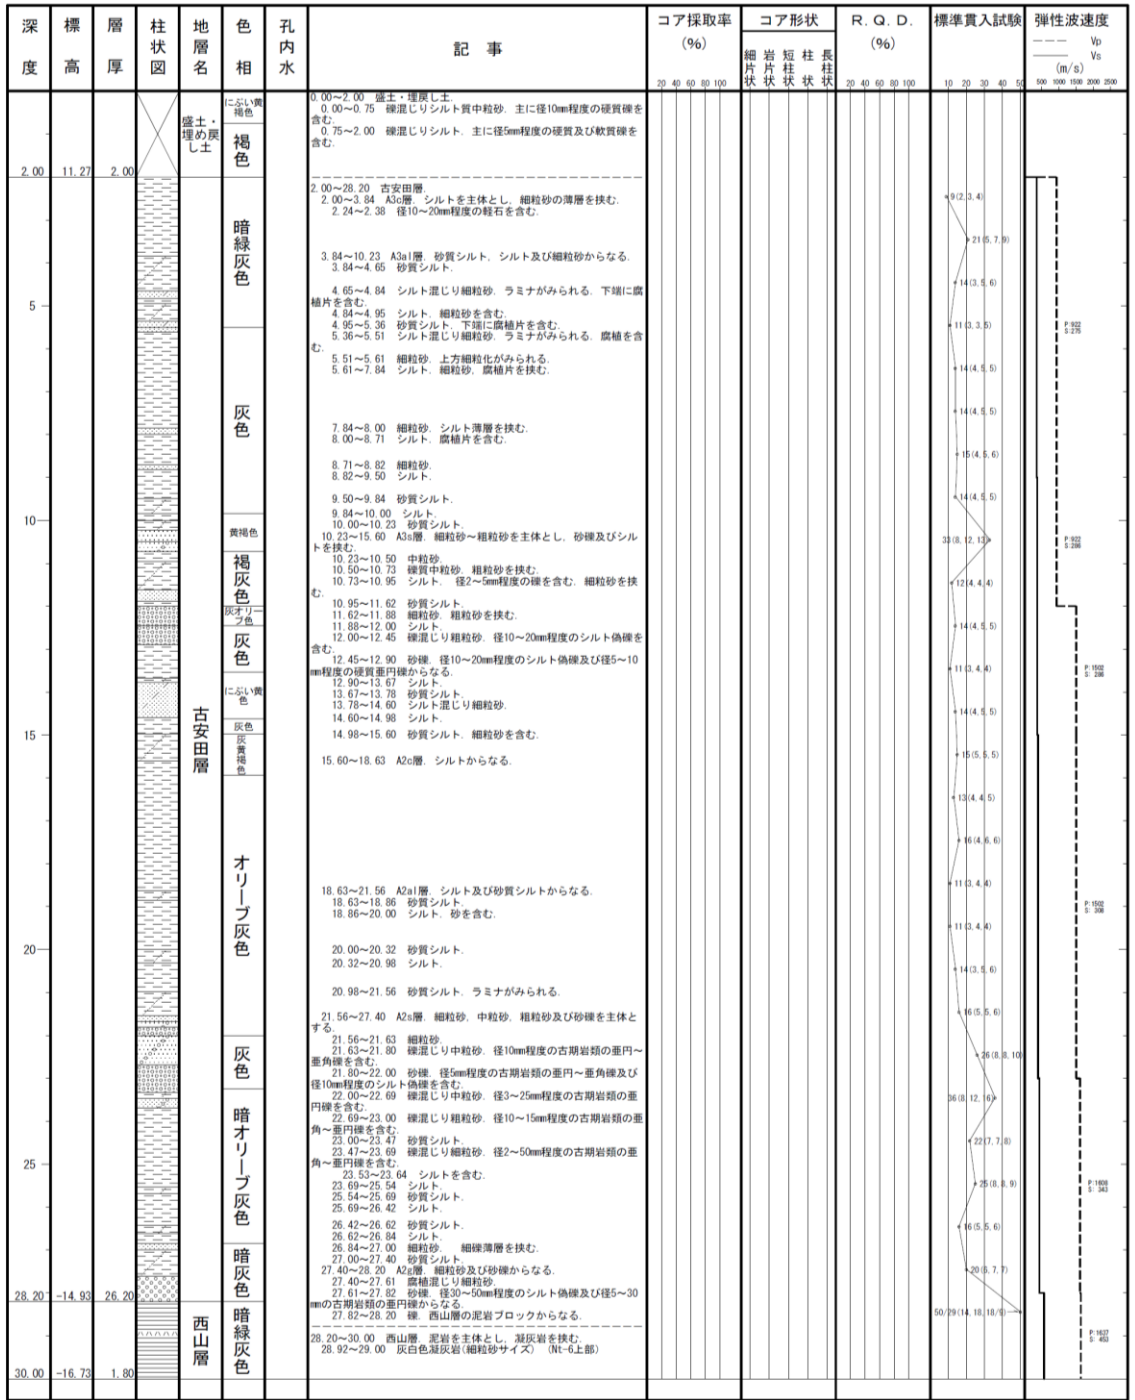 深度
標高
層厚
柱状図
地層名
色相
孔内水
記 事
コア採取率
(%)
20 40 60 80 100
コア形状
細片状 岩片状 短柱状 柱状 長柱状
R. Q. D.
(%)
20 40 60 80 100
標準貫入試験
10 20 30 40 50
弾性波速度
Vp
Vs
(m/s)
500 1000 1500 2000 2500
2.00 11.27 2.00
5
10
15
20
25
28.20 -14.93 26.20
30.00 -16.73 1.80
盛土・
埋め戻
し土
古安田層
西山層
にぶい黄
褐色
褐色
暗緑灰色
灰色
黄褐色
褐灰色
灰オリー
ブ色
灰色
にぶい黄
色
灰色
灰黄褐色
オリーブ灰色
灰色
暗オリーブ灰色
暗灰色
暗緑灰色
0.00～2.00 盛土・埋戻し土.
0.00～0.75 礫混じりシルト質中粒砂. 主に径10mm程度の硬質礫を
含む.
0.75～2.00 礫混じりシルト. 主に径5mm程度の硬質及び軟質礫を
含む.
2.00～28.20 古安田層.
2.00～3.84 A3c層. シルトを主体とし, 細粒砂の薄層を挟む.
2.24～2.38 径10～20mm程度の軽石を含む.
3.84～10.23 A3al層. 砂質シルト, シルト及び細粒砂からなる.
3.84～4.65 砂質シルト.
4.65～4.84 シルト混じり細粒砂. ラミナがみられる. 下端に腐
植片を含む.
4.84～4.95 シルト. 細粒砂を含む.
4.95～5.36 砂質シルト. 下端に腐植片を含む.
5.36～5.51 シルト混じり細粒砂. ラミナがみられる. 腐植を含
む.
5.51～5.61 細粒砂. 上方細粒化がみられる.
5.61～7.84 シルト. 細粒砂, 腐植片を挟む.
7.84～8.00 細粒砂. シルト薄層を挟む.
8.00～8.71 シルト. 腐植片を含む.
8.71～8.82 細粒砂.
8.82～9.50 シルト.
9.50～9.84 砂質シルト.
9.84～10.00 シルト.
10.00～10.23 砂質シルト.
10.23～15.60 A3s層. 細粒砂～粗粒砂を主体とし, 砂礫及びシル
トを挟む.
10.23～10.50 中粒砂.
10.50～10.73 礫質中粒砂. 粗粒砂を挟む.
10.73～10.95 シルト. 径2～5mm程度の礫を含む. 細粒砂を挟
む.
10.95～11.62 砂質シルト.
11.62～11.88 細粒砂. 粗粒砂を挟む.
11.88～12.00 シルト.
12.00～12.45 礫混じり粗粒砂. 径10～20mm程度のシルト偽礫を
含む.
12.45～12.90 砂礫. 径10～20mm程度のシルト偽礫及び径5～10
mm程度の硬質亜円礫からなる.
12.90～13.67 シルト.
13.67～13.78 砂質シルト.
13.78～14.60 シルト混じり細粒砂.
14.60～14.98 シルト.
14.98～15.60 砂質シルト. 細粒砂を含む.
15.60～18.63 A2c層. シルトからなる.
18.63～21.56 A2al層. シルト及び砂質シルトからなる.
18.63～18.86 砂質シルト.
18.86～20.00 シルト. 砂を含む.
20.00～20.32 砂質シルト.
20.32～20.98 シルト.
20.98～21.56 砂質シルト. ラミナがみられる.
21.56～27.40 A2s層. 細粒砂, 中粒砂, 粗粒砂及び砂礫を主体と
する.
21.56～21.63 細粒砂.
21.63～21.80 礫混じり中粒砂. 径10mm程度の古期岩類の亜円～
亜角礫を含む.
21.80～22.00 砂礫. 径5mm程度の古期岩類の亜円～亜角礫及び
径10mm程度のシルト偽礫を含む.
22.00～22.69 礫混じり中粒砂. 径3～25mm程度の古期岩類の亜
円礫を含む.
22.69～23.00 礫混じり粗粒砂. 径10～15mm程度の古期岩類の亜
角～亜円礫を含む.
23.00～23.47 砂質シルト.
23.47～23.69 礫混じり細粒砂. 径2～50mm程度の古期岩類の亜
角～亜円礫を含む.
23.53～23.64 シルトを含む.
23.69～25.54 シルト.
25.54～25.69 砂質シルト.
25.69～26.42 シルト.
26.42～26.62 砂質シルト.
26.62～26.84 シルト.
26.84～27.00 細粒砂. 細礫薄層を挟む.
27.00～27.40 砂質シルト.
27.40～28.20 A2g層. 細粒砂及び砂礫からなる.
27.40～27.61 腐植混じり細粒砂.
27.61～27.82 砂礫. 径30～50mm程度のシルト偽礫及び径5～30
mmの古期岩類の亜円礫からなる.
27.82～28.20 礫. 西山層の泥岩ブロックからなる.
28.20～30.00 西山層. 泥岩を主体とし, 凝灰岩を挟む.
28.92～29.00 灰白色凝灰岩(細粒砂サイズ) (Nt-6上部)
9(2, 3, 4)
21(5, 7, 9)
14(3, 5, 6)
11(3, 3, 5)
14(4, 5, 5)
14(4, 5, 5)
15(4, 5, 6)
14(4, 5, 5)
33(8, 12, 13)
12(4, 4, 4)
14(4, 5, 5)
11(3, 4, 4)
14(4, 5, 5)
15(5, 5, 5)
13(4, 4, 5)
16(4, 6, 6)
11(3, 4, 4)
11(3, 4, 4)
14(3, 5, 6)
16(5, 5, 6)
26(8, 8, 10)
36(8, 12, 16)
22(7, 7, 8)
25(8, 8, 9)
16(5, 5, 6)
20(6, 7, 7)
50/29(14, 18, 18/9)
P:922
S:275
P:922
S:286
P:1502
S: 286
P:1502
S: 308
P:1608
S: 343
P:1637
S: 453